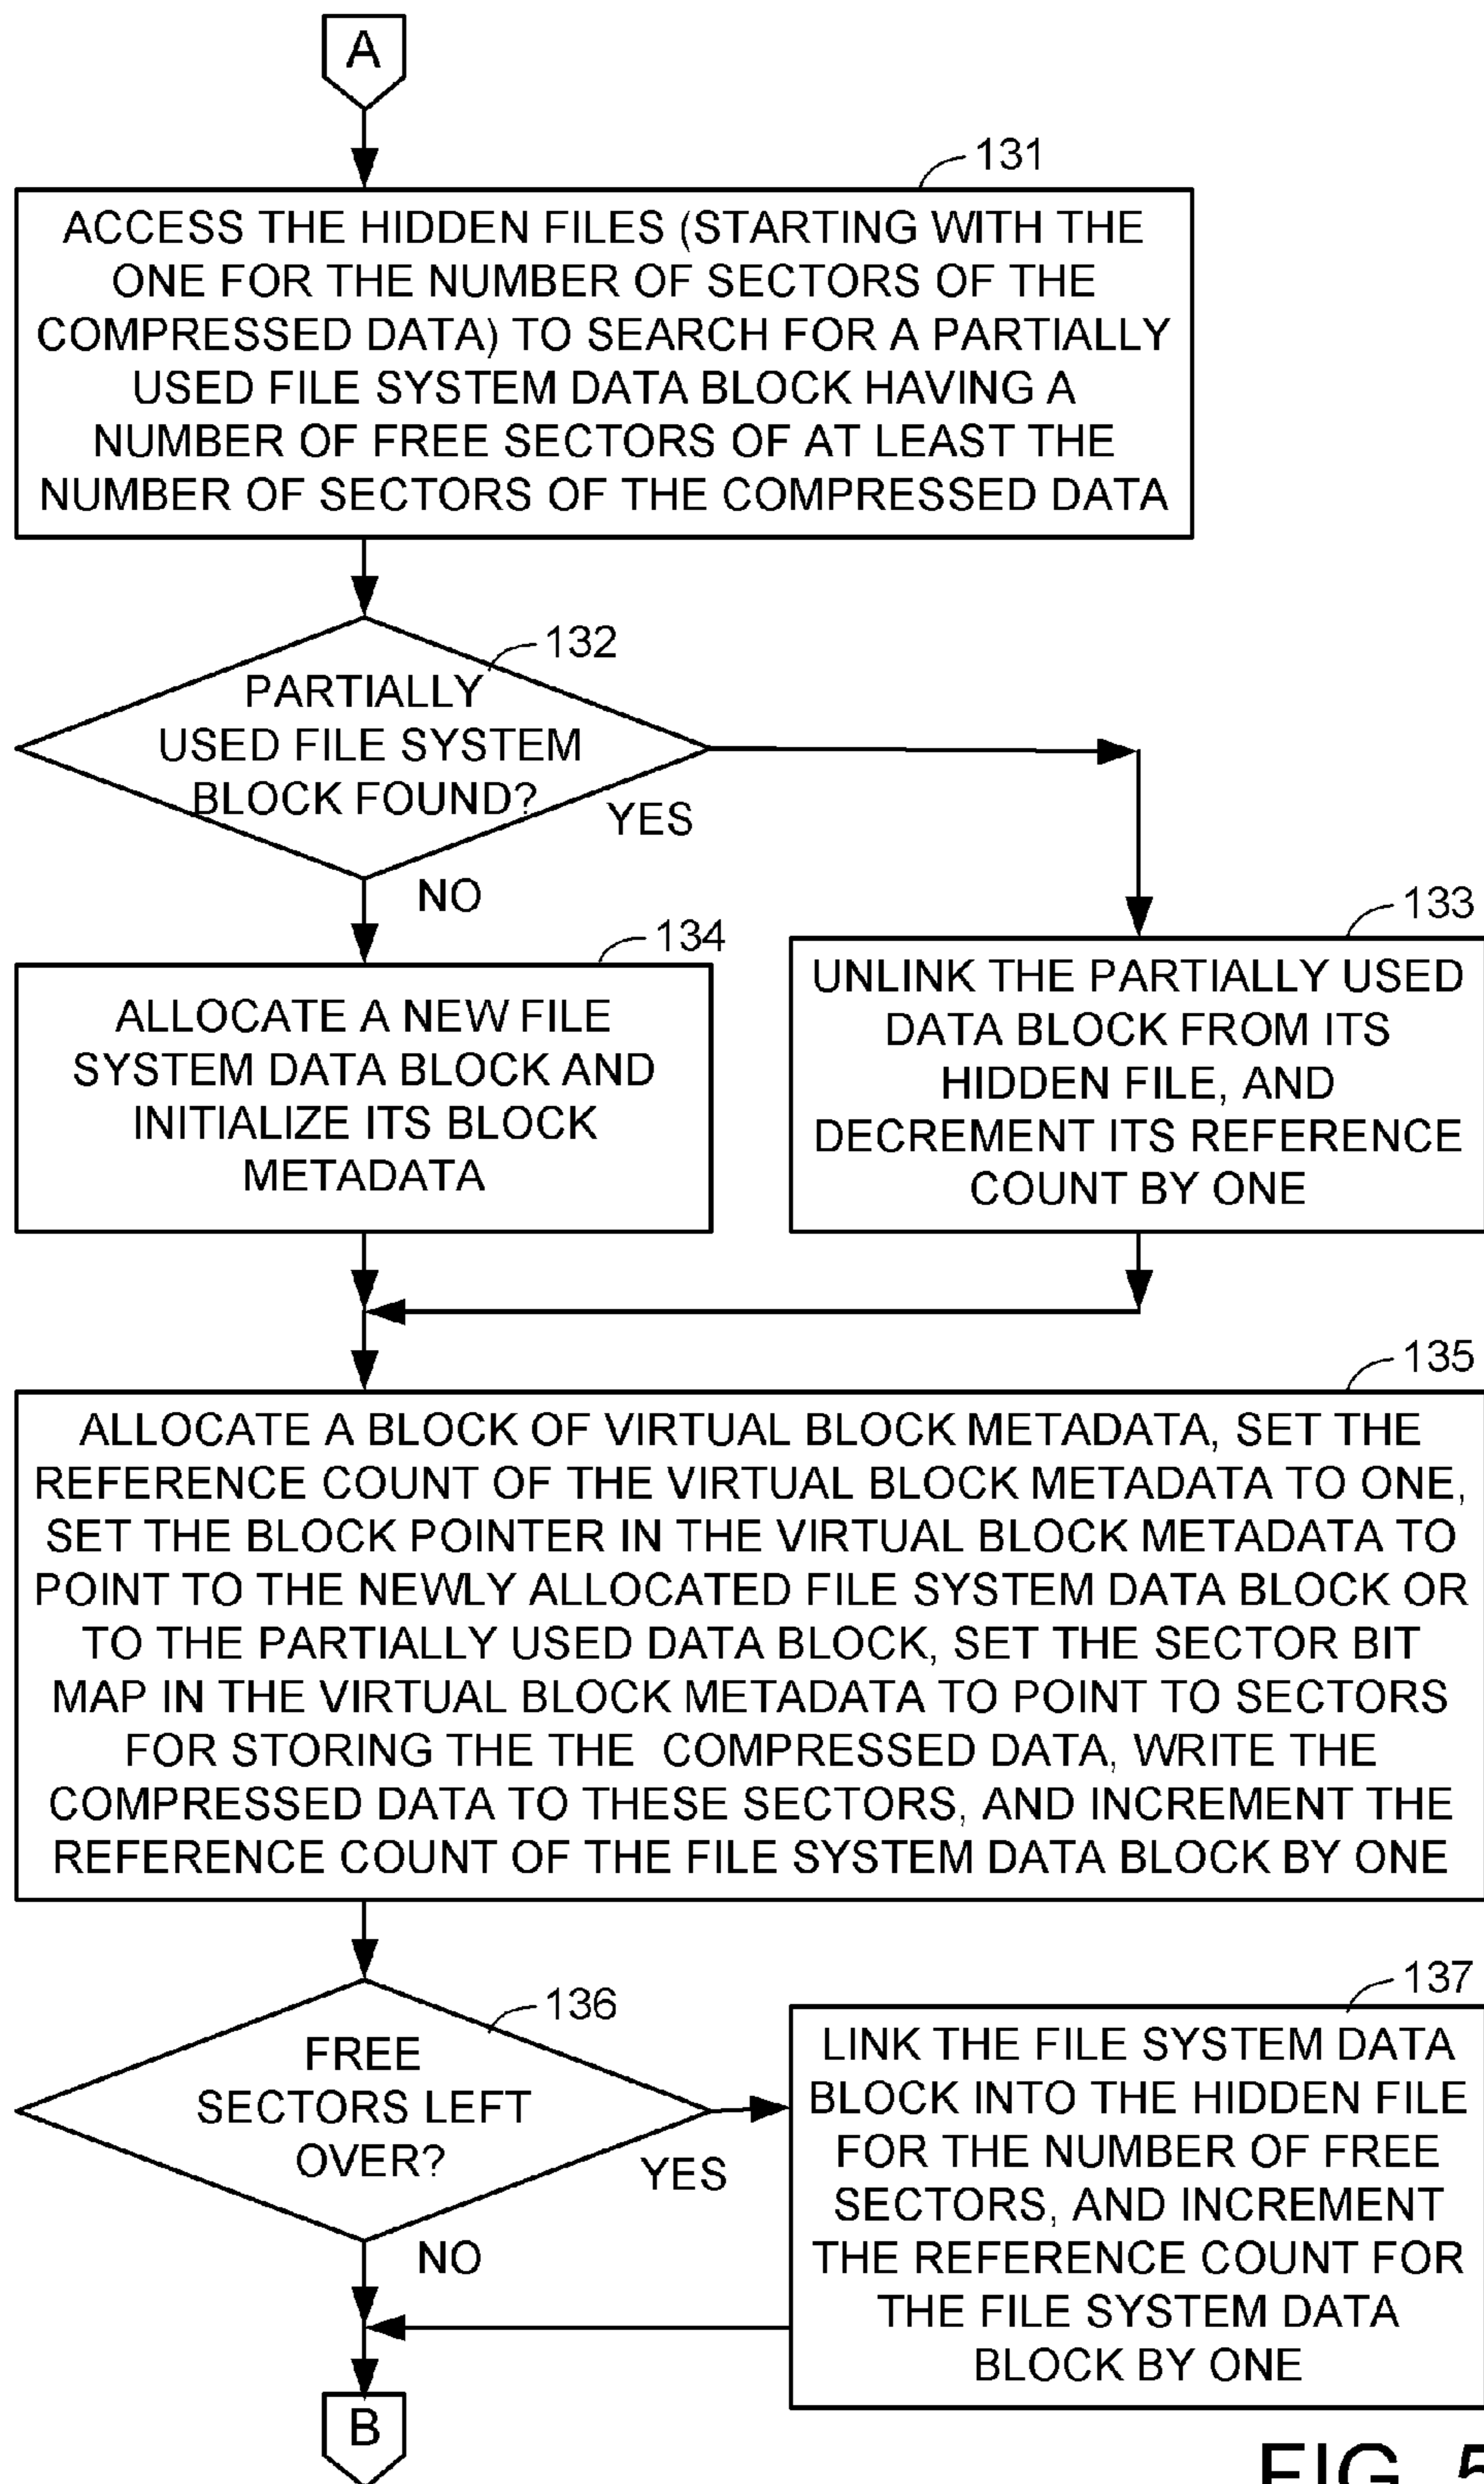 A
131
ACCESS THE HIDDEN FILES (STARTING WITH THE
ONE FOR THE NUMBER OF SECTORS OF THE
COMPRESSED DATA) TO SEARCH FOR A PARTIALLY
USED FILE SYSTEM DATA BLOCK HAVING A
NUMBER OF FREE SECTORS OF AT LEAST THE
NUMBER OF SECTORS OF THE COMPRESSED DATA
132
PARTIALLY
USED FILE SYSTEM
BLOCK FOUND?
YES
NO
134
ALLOCATE A NEW FILE
SYSTEM DATA BLOCK AND
INITIALIZE ITS BLOCK
METADATA
133
UNLINK THE PARTIALLY USED
DATA BLOCK FROM ITS
HIDDEN FILE, AND
DECREMENT ITS REFERENCE
COUNT BY ONE
135
ALLOCATE A BLOCK OF VIRTUAL BLOCK METADATA, SET THE
REFERENCE COUNT OF THE VIRTUAL BLOCK METADATA TO ONE,
SET THE BLOCK POINTER IN THE VIRTUAL BLOCK METADATA TO
POINT TO THE NEWLY ALLOCATED FILE SYSTEM DATA BLOCK OR
TO THE PARTIALLY USED DATA BLOCK, SET THE SECTOR BIT
MAP IN THE VIRTUAL BLOCK METADATA TO POINT TO SECTORS
FOR STORING THE THE COMPRESSED DATA, WRITE THE
COMPRESSED DATA TO THESE SECTORS, AND INCREMENT THE
REFERENCE COUNT OF THE FILE SYSTEM DATA BLOCK BY ONE
136
FREE
SECTORS LEFT
OVER?
YES
NO
137
LINK THE FILE SYSTEM DATA
BLOCK INTO THE HIDDEN FILE
FOR THE NUMBER OF FREE
SECTORS, AND INCREMENT
THE REFERENCE COUNT FOR
THE FILE SYSTEM DATA
BLOCK BY ONE
B
FIG. 5